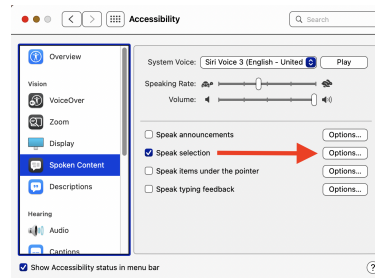 Accessibility
Search
Overview
Vision
VoiceOver
Zoom
Display
Spoken Content
Descriptions
Hearing
Audio
Captions
System Voice: Siri Voice 3 (English - United Play
Speaking Rate:
Volume:
Speak announcements Options...
Speak selection Options...
Speak items under the pointer Options...
Speak typing feedback Options...
Show Accessibility status in menu bar ?